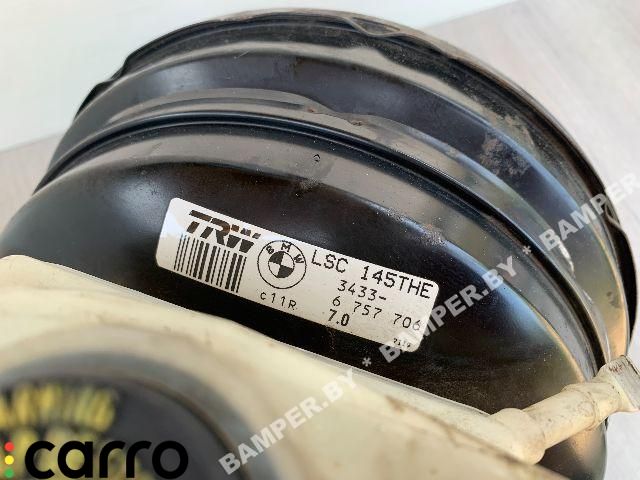 TRW
BMW
LSC 145THE
3433-
6 757 706
C11R
7.0
BAMPER.BY * BAMPER.BY * BAMPER.BY
carro